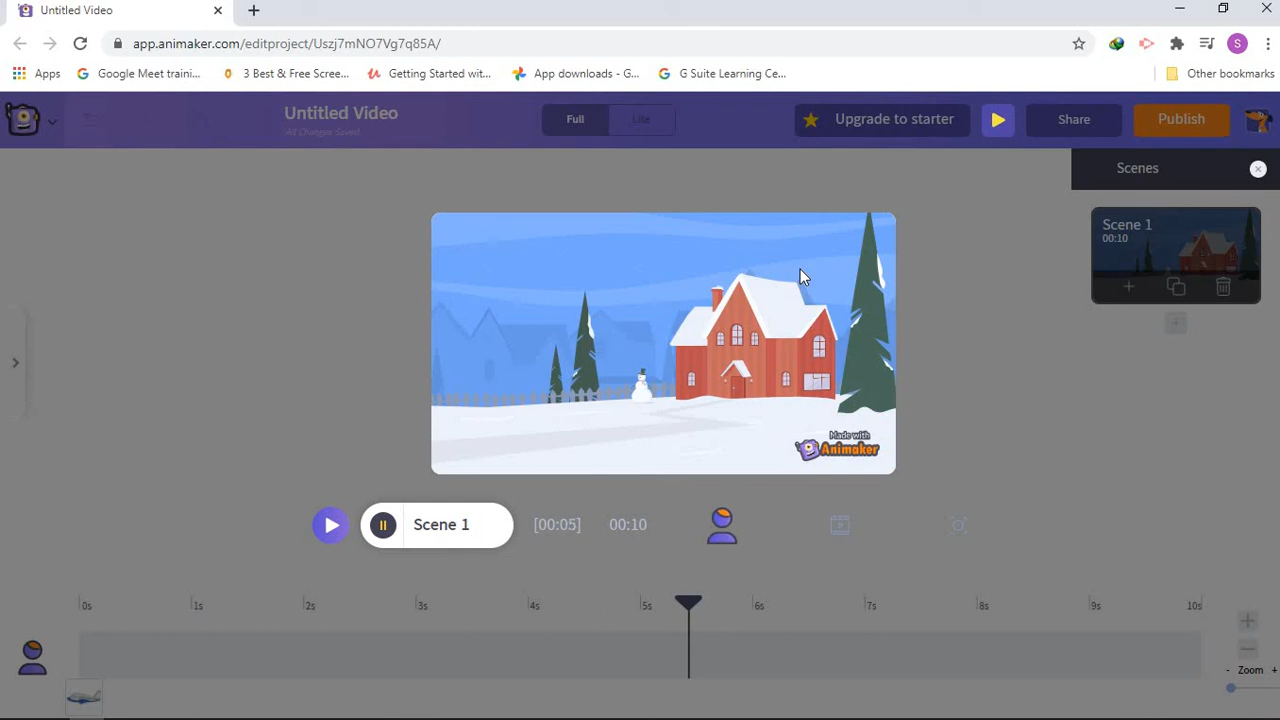 Untitled Video
app.animaker.com/editproject/Uszj7mNO7Vg7q85A/
S
Apps
Google Meet traini...
3 Best & Free Scree...
Getting Started wit...
App downloads - G...
G Suite Learning Ce...
Other bookmarks
Untitled Video
All Changes Saved
Full
Lite
Upgrade to starter
Share
Publish
Scenes
Scene 1
00:10
Made with
Animaker
Scene 1
[00:05]
00:10
0s
1s
2s
3s
4s
5s
6s
7s
8s
9s
10s
- Zoom +